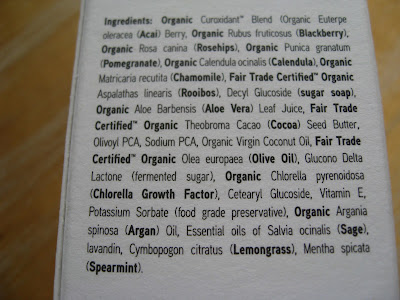 Ingredients: Organic Curoxidant™ Blend (Organic Euterpe
oleracea (Acai) Berry, Organic Rubus fruticosus (Blackberry),
Organic Rosa canina (Rosehips), Organic Punica granatum
(Pomegranate), Organic Calendula ocinalis (Calendula), Organic
Matricaria recutita (Chamomile), Fair Trade Certified™ Organic
Aspalathus linearis (Rooibos), Decyl Glucoside (sugar soap),
Organic Aloe Barbensis (Aloe Vera) Leaf Juice, Fair Trade
Certified™ Organic Theobroma Cacao (Cocoa) Seed Butter,
Olivoyl PCA, Sodium PCA, Organic Virgin Coconut Oil, Fair Trade
Certified™ Organic Olea europaea (Olive Oil), Glucono Delta
Lactone (fermented sugar), Organic Chlorella pyrenoidosa
(Chlorella Growth Factor), Cetearyl Glucoside, Vitamin E,
Potassium Sorbate (food grade preservative), Organic Argania
spinosa (Argan) Oil, Essential oils of Salvia ocinalis (Sage),
lavandin, Cymbopogon citratus (Lemongrass), Mentha spicata
(Spearmint).